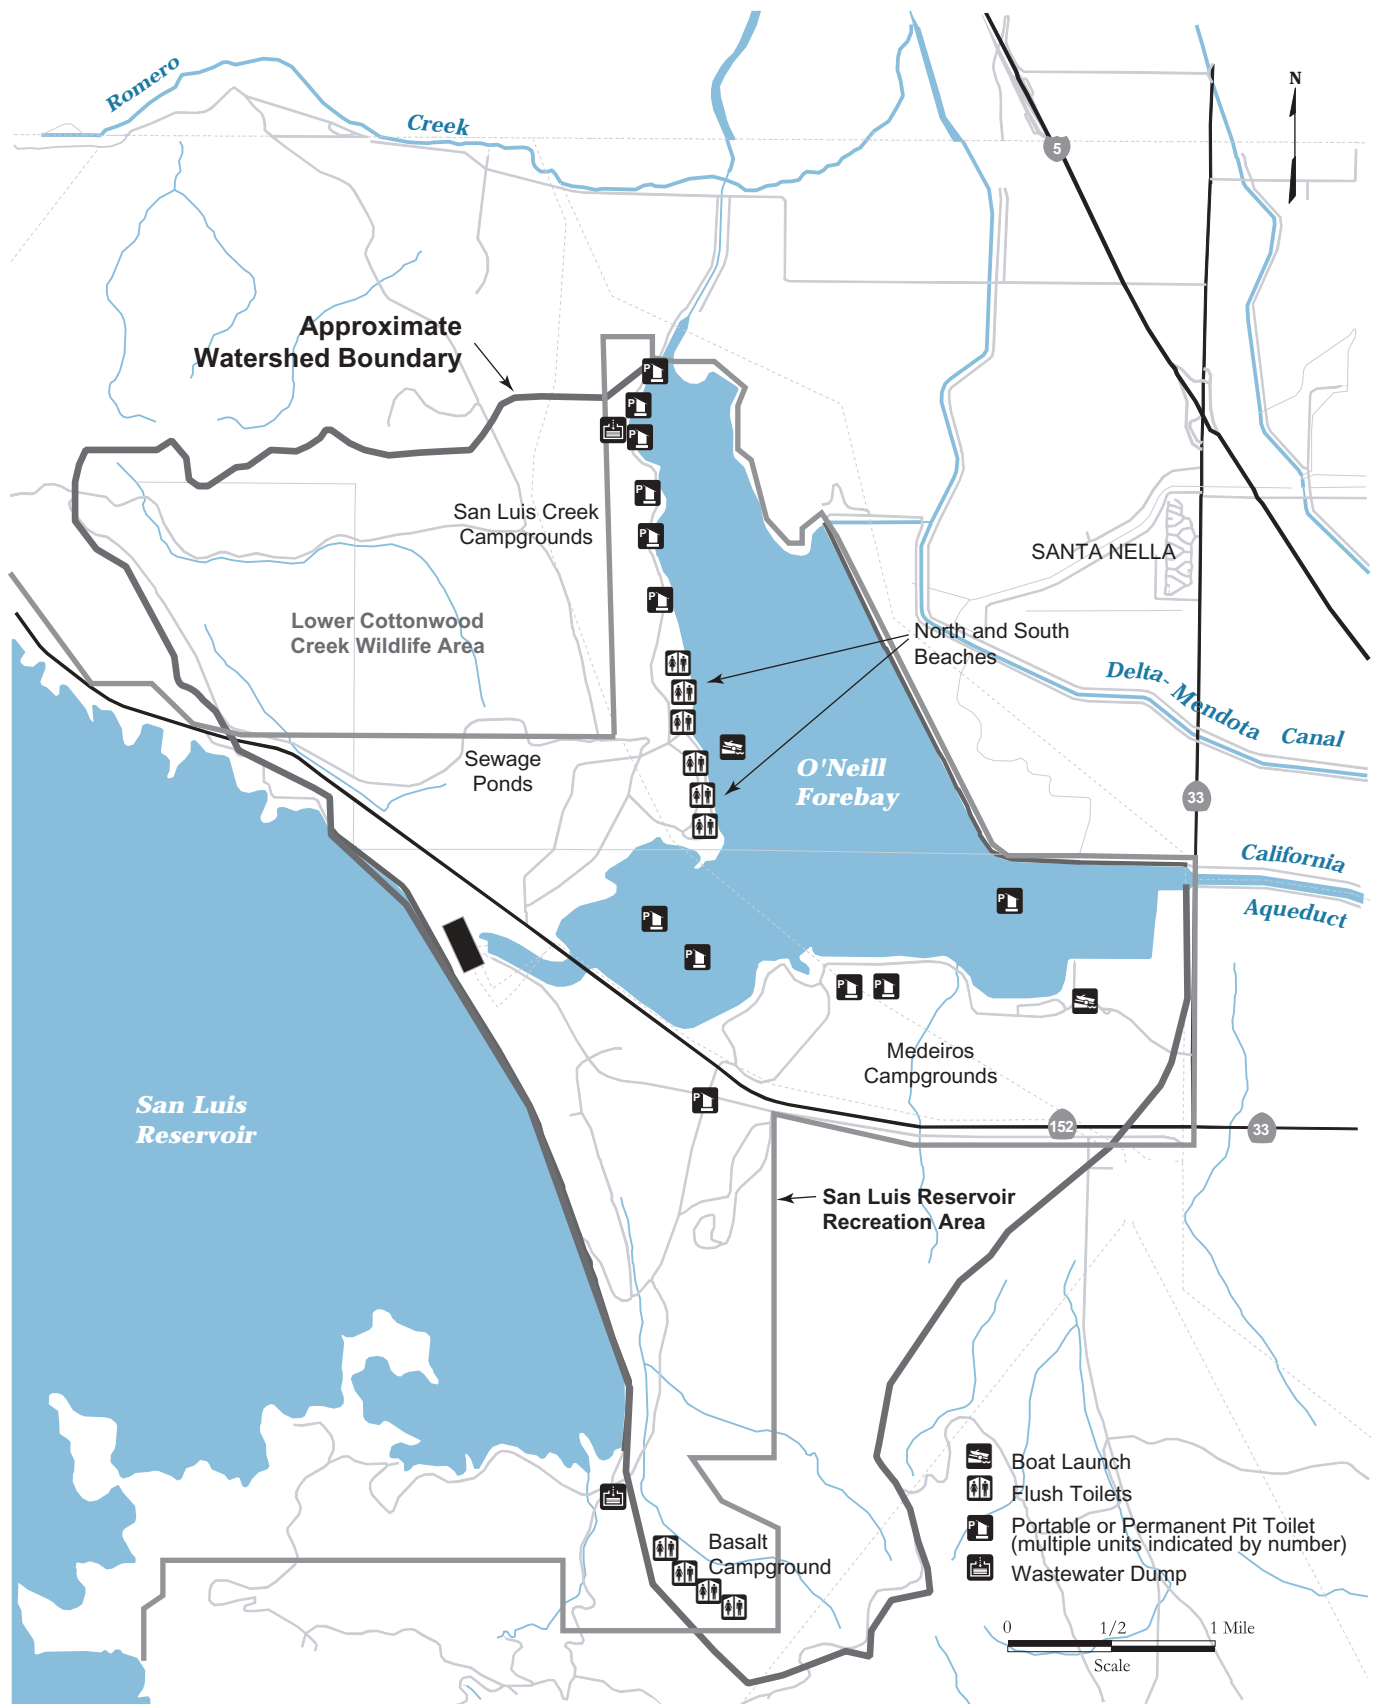 Romero
Creek
N
5
Approximate
Watershed Boundary
San Luis Creek
Campgrounds
SANTA NELLA
Lower Cottonwood
Creek Wildlife Area
North and South
Beaches
Delta-Mendota Canal
Sewage
Ponds
O'Neill
Forebay
33
California
Aqueduct
Medeiros
Campgrounds
San Luis
Reservoir
152
33
San Luis Reservoir
Recreation Area
Boat Launch
Flush Toilets
P
Portable or Permanent Pit Toilet
(multiple units indicated by number)
Wastewater Dump
Basalt
Campground
0 1/2 1 Mile
Scale